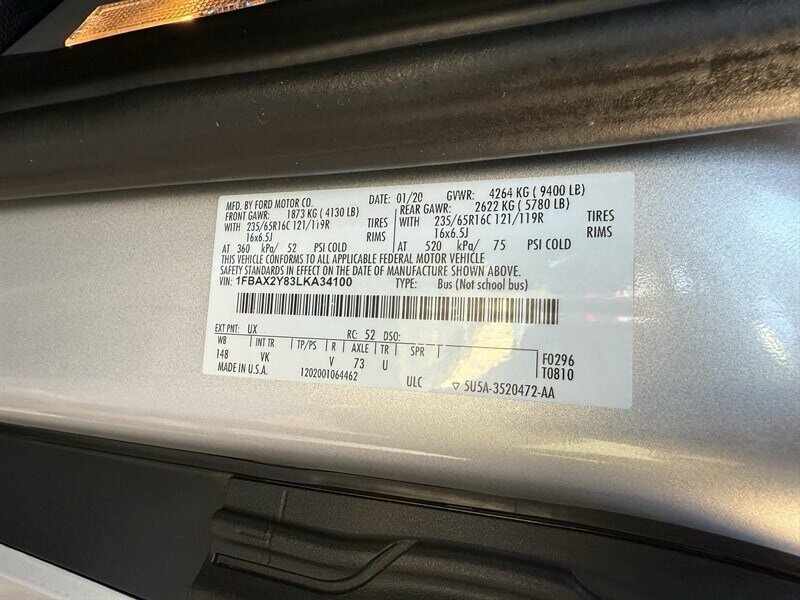 MFD. BY FORD MOTOR CO. DATE: 01/20 GVWR: 4264 KG ( 9400 LB)
FRONT GAWR: 1873 KG ( 4130 LB) REAR GAWR: 2622 KG ( 5780 LB)
WITH 235/65R16C 121/119R TIRES WITH 235/65R16C 121/119R TIRES
16x6.5J RIMS 16x6.5J RIMS
AT 360 kPa/ 52 PSI COLD AT 520 kPa/ 75 PSI COLD
THIS VEHICLE CONFORMS TO ALL APPLICABLE FEDERAL MOTOR VEHICLE
SAFETY STANDARDS IN EFFECT ON THE DATE OF MANUFACTURE SHOWN ABOVE.
VIN: 1FBAX2Y83LKA34100 TYPE: Bus (Not school bus)
EXT PNT: UX RC: 52 DSO:
WB INT TR TP/PS R AXLE TR SPR
148 VK V 73 U F0296
MADE IN U.S.A. 1202001064462 ULC T0810
▽ 5U5A-3520472-AA